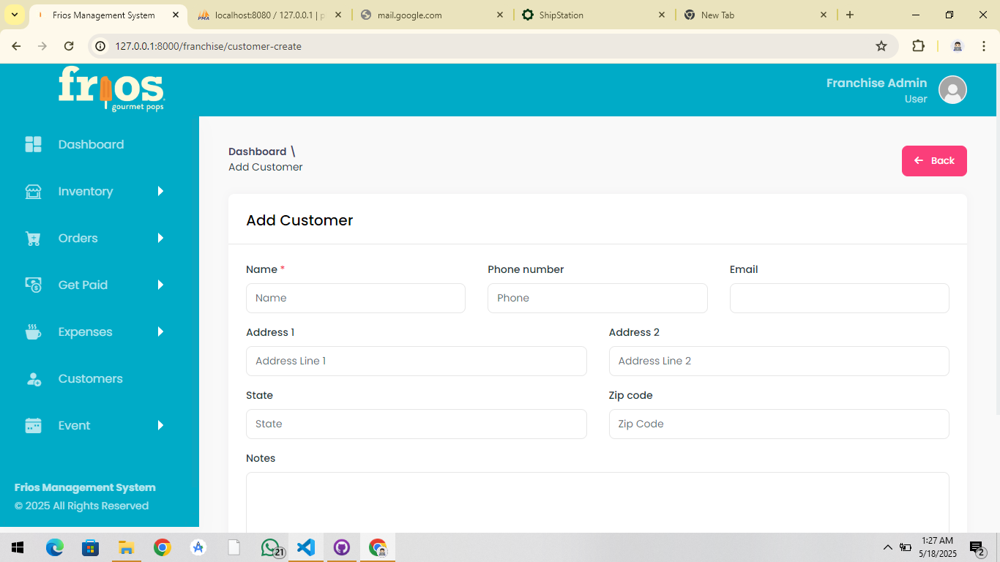 Frios Management System
localhost:8080 / 127.0.0.1 | p
mail.google.com
ShipStation
New Tab
127.0.0.1:8000/franchise/customer-create
frios
gourmet pops
Franchise Admin
User
Dashboard
Inventory
Orders
Get Paid
Expenses
Customers
Event
Frios Management System
© 2025 All Rights Reserved
Dashboard \
Add Customer
Back
Add Customer
Name * Phone number Email
Name Phone
Address 1 Address 2
Address Line 1 Address Line 2
State Zip code
State Zip Code
Notes
21
1:27 AM
5/18/2025
2